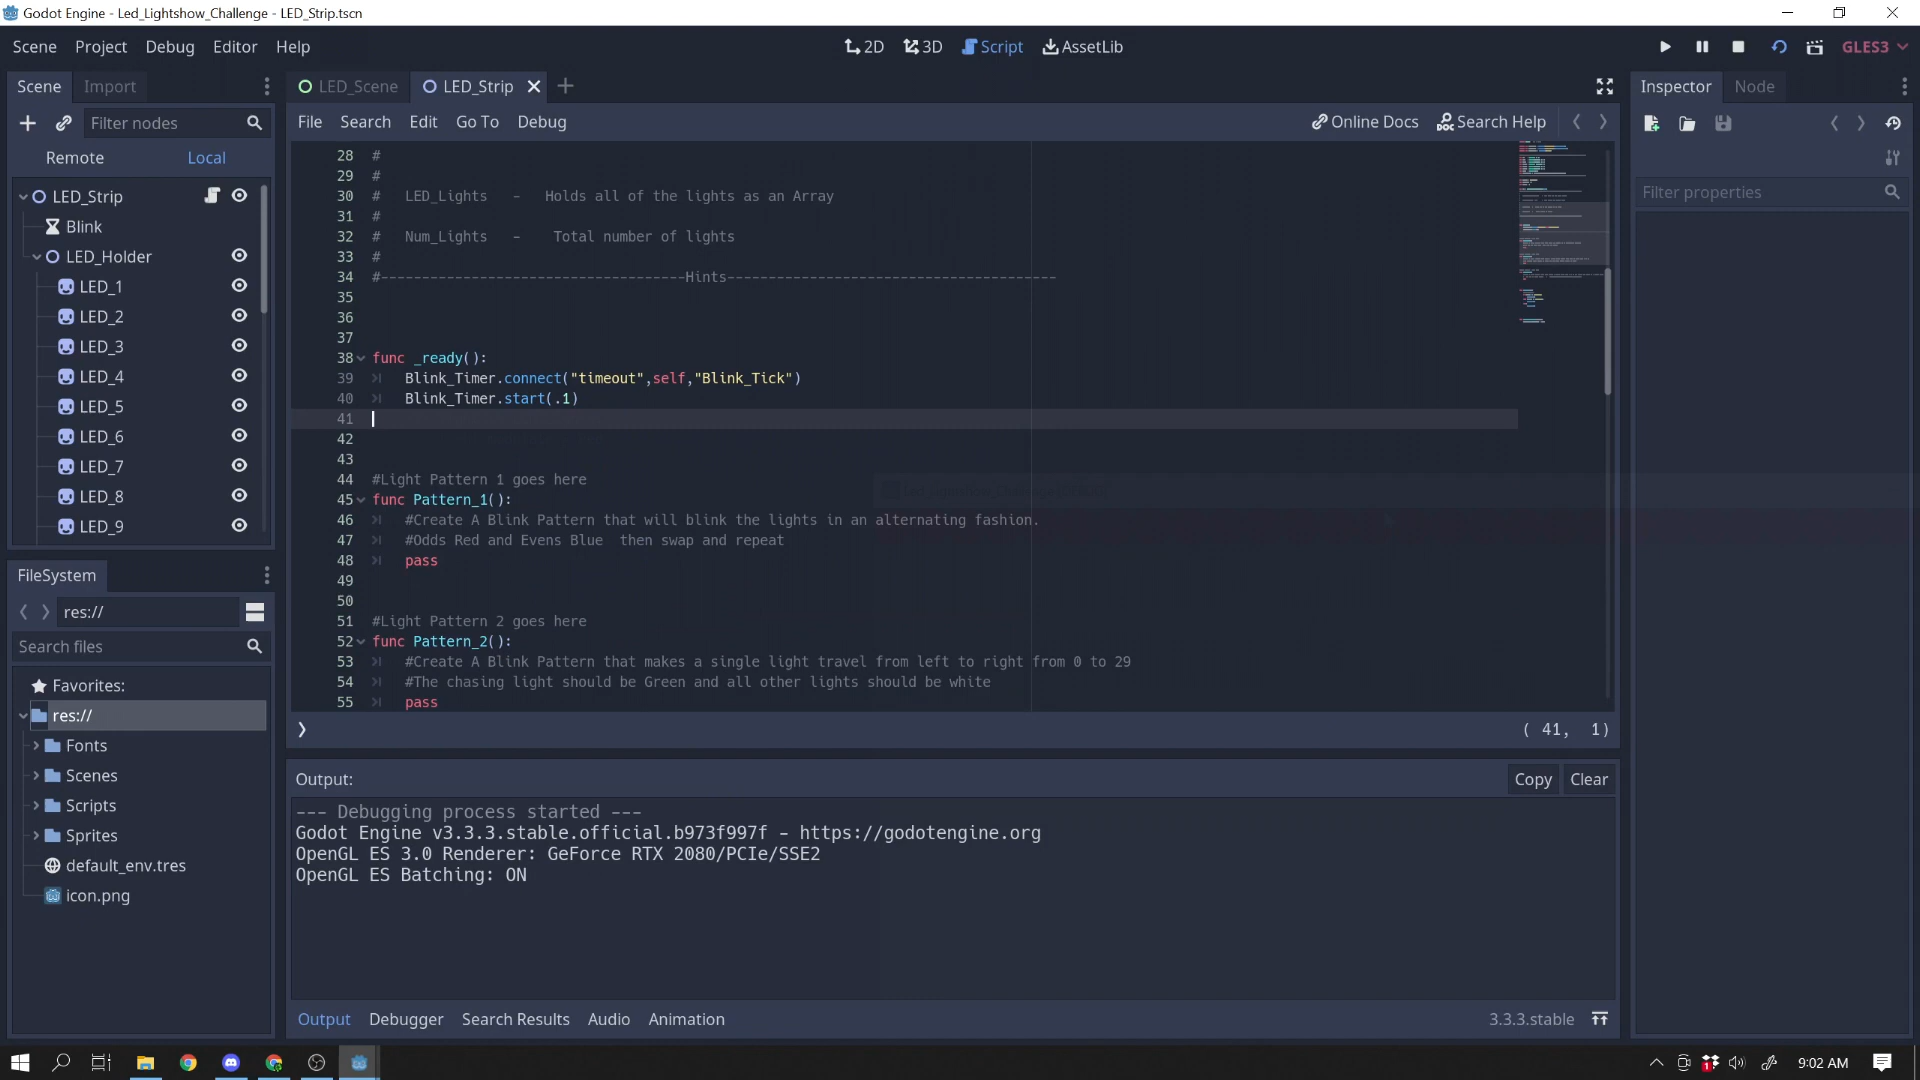 Godot Engine - Led_Lightshow_Challenge - LED_Strip.tscn
Scene Project Debug Editor Help
2D 3D Script AssetLib
GLES3
Scene Import
LED_Scene LED_Strip
Inspector Node
Filter nodes
File Search Edit Go To Debug
Online Docs Search Help
Remote Local
Filter properties
LED_Strip
Blink
LED_Holder
LED_1
LED_2
LED_3
LED_4
LED_5
LED_6
LED_7
LED_8
LED_9
28 #
29 #
30 # LED_Lights - Holds all of the lights as an Array
31 #
32 # Num_Lights - Total number of lights
33 #
34 #-------------------------------------Hints----------------------------------------
35
36
37
38 func _ready():
39 Blink_Timer.connect("timeout",self,"Blink_Tick")
40 Blink_Timer.start(.1)
41
42
43
44 #Light Pattern 1 goes here
45 func Pattern_1():
46 #Create A Blink Pattern that will blink the lights in an alternating fashion.
47 #Odds Red and Evens Blue  then swap and repeat
48 pass
49
50
51 #Light Pattern 2 goes here
52 func Pattern_2():
53 #Create A Blink Pattern that makes a single light travel from left to right from 0 to 29
54 #The chasing light should be Green and all other lights should be white
55 pass
( 41, 1)
FileSystem
res://
Search files
Favorites:
res://
Fonts
Scenes
Scripts
Sprites
default_env.tres
icon.png
Output:
Copy Clear
--- Debugging process started ---
Godot Engine v3.3.3.stable.official.b973f997f - https://godotengine.org
OpenGL ES 3.0 Renderer: GeForce RTX 2080/PCIe/SSE2
OpenGL ES Batching: ON
Output Debugger Search Results Audio Animation
3.3.3.stable
1
9:02 AM